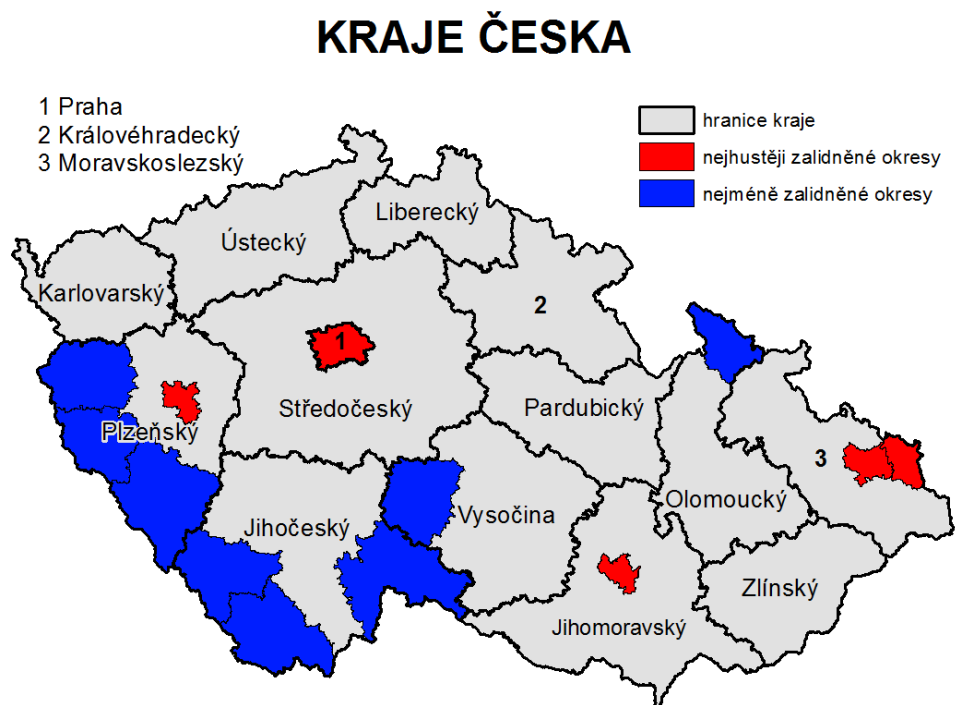 KRAJE ČESKA
1 Praha
2 Královéhradecký
3 Moravskoslezský
hranice kraje
nejhustěji zalidněné okresy
nejméně zalidněné okresy
Liberecký
Ústecký
Karlovarský
2
1
Středočeský
Pardubický
Plzeňský
3
Olomoucký
Vysočina
Jihočeský
Zlínský
Jihomoravský